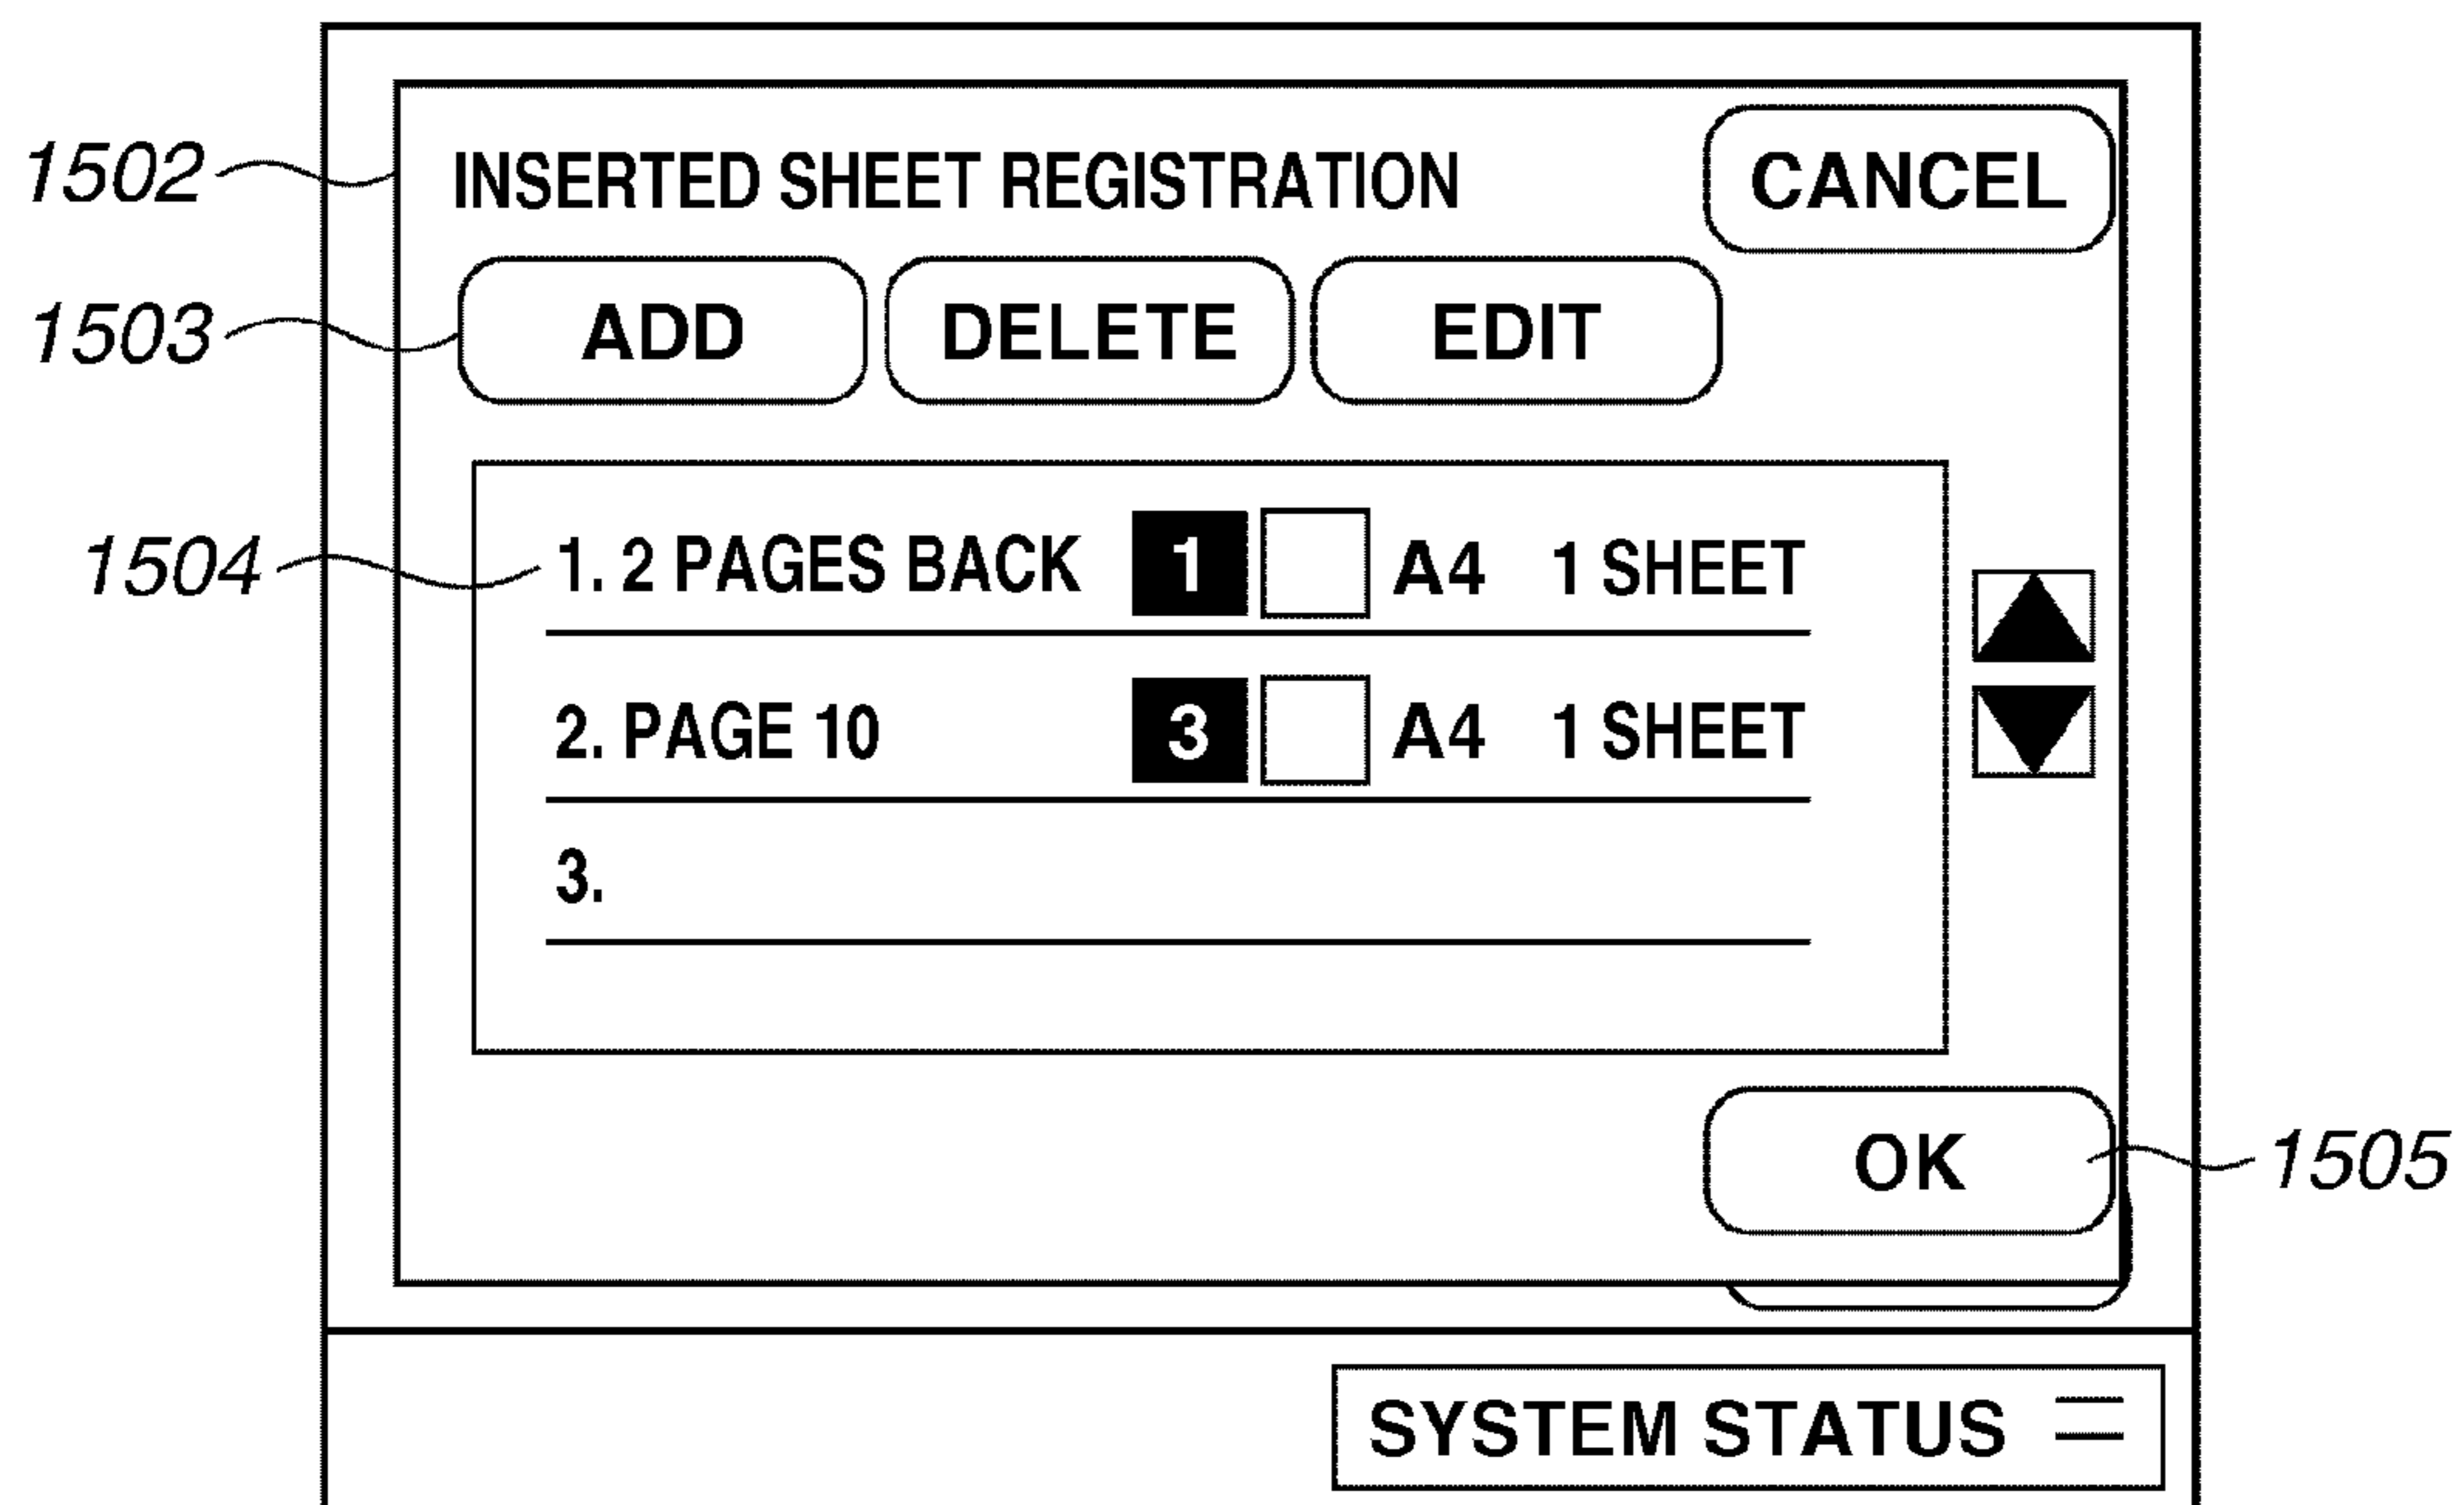 1502 INSERTED SHEET REGISTRATION CANCEL
1503 ADD DELETE EDIT
1504 1. 2 PAGES BACK 1 A4 1 SHEET
2. PAGE 10 3 A4 1 SHEET
3.
OK 1505
SYSTEM STATUS